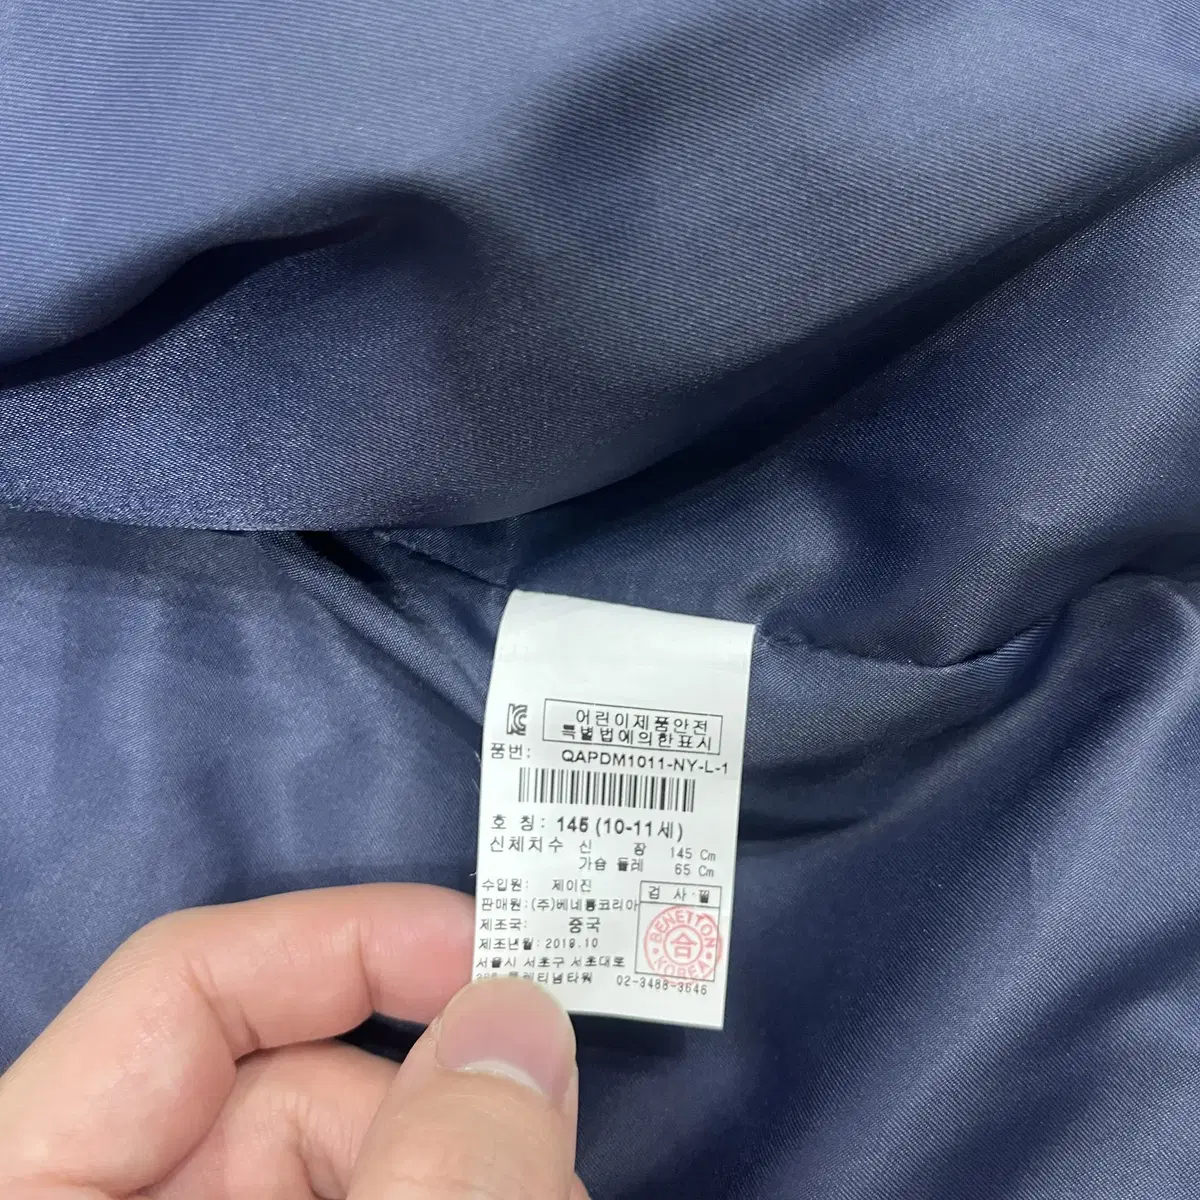 어린이제품안전
특별법에의한표시
품번: QAPDM1011-NY-L-1
호 칭: 145 (10-11세)
신체치수 신 장 145 Cm
가슴 둘레 65 Cm
수입원: 제이진
판매원: (주)베네통코리아
제조국: 중국
제조년월: 2019.10
서울시 서초구 서초대로
타워 02-3488-3646
검 사·필
BENETTON
合
KOREA